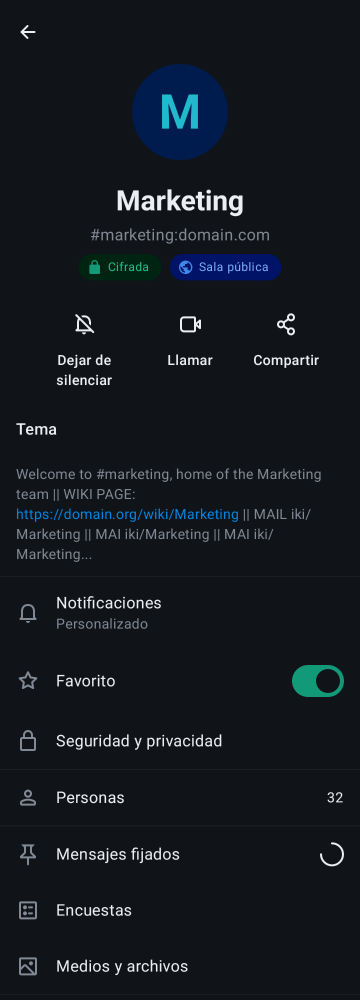 M
Marketing
#marketing:domain.com
Cifrada
Sala pública
Dejar de
silenciar
Llamar
Compartir
Tema
Welcome to #marketing, home of the Marketing
team || WIKI PAGE:
https://domain.org/wiki/Marketing || MAIL iki/
Marketing || MAI iki/Marketing || MAI iki/
Marketing...
Notificaciones
Personalizado
Favorito
Seguridad y privacidad
Personas 32
Mensajes fijados
Encuestas
Medios y archivos